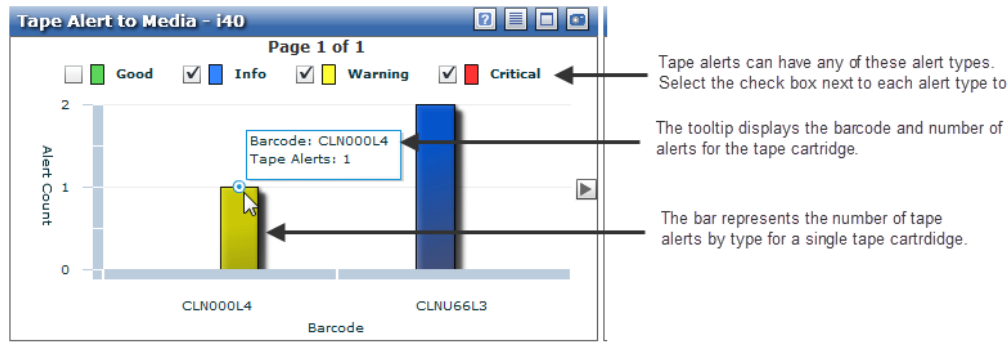 Tape Alert to Media - i40
?
Page 1 of 1
Good Info Warning Critical
Tape alerts can have any of these alert types.
Select the check box next to each alert type to
2
Barcode: CLN000L4
Tape Alerts: 1
The tooltip displays the barcode and number of
alerts for the tape cartridge.
Alert Count
1
The bar represents the number of tape
alerts by type for a single tape cartrdidge.
0
CLN000L4 CLNU66L3
Barcode